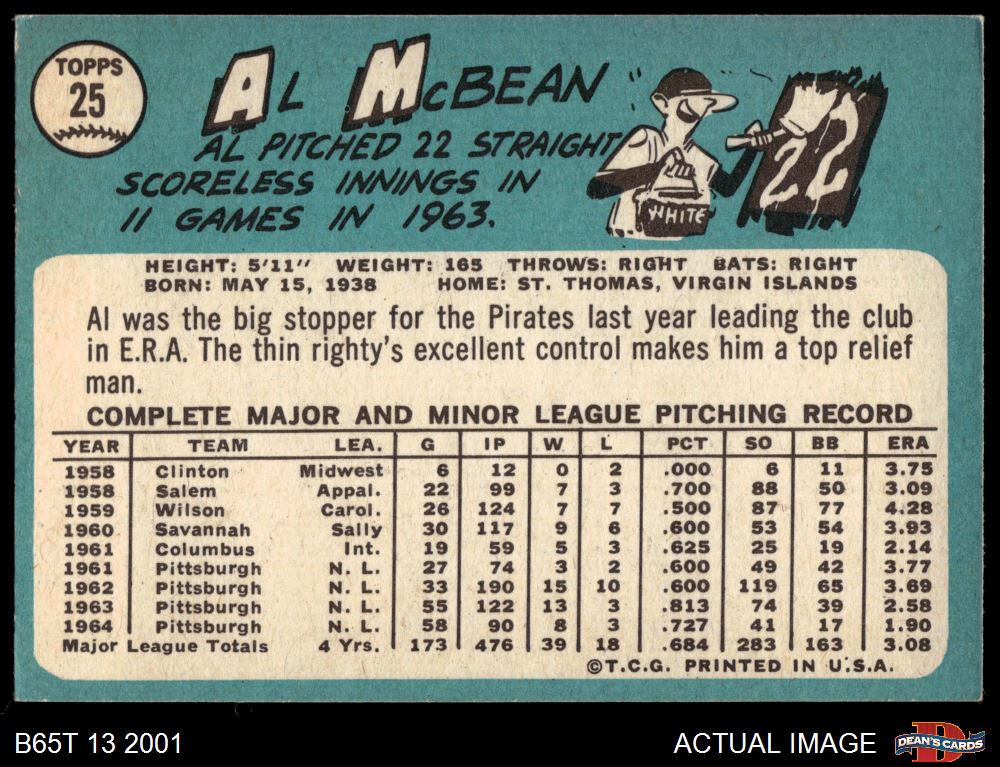 TOPPS
25
AL McBEAN
AL PITCHED 22 STRAIGHT
SCORELESS INNINGS IN
11 GAMES IN 1963.
WHITE
22
HEIGHT: 5'11" WEIGHT: 165 THROWS: RIGHT BATS: RIGHT
BORN: MAY 15, 1938 HOME: ST. THOMAS, VIRGIN ISLANDS
Al was the big stopper for the Pirates last year leading the club
in E.R.A. The thin righty's excellent control makes him a top relief
man.
COMPLETE MAJOR AND MINOR LEAGUE PITCHING RECORD
YEAR TEAM LEA. G IP W L PCT SO BB ERA
1958 Clinton Midwest 6 12 0 2 .000 6 11 3.75
1958 Salem Appal. 22 99 7 3 .700 88 50 3.09
1959 Wilson Carol. 26 124 7 7 .500 87 77 4.28
1960 Savannah Sally 30 117 9 6 .600 53 54 3.93
1961 Columbus Int. 19 59 5 3 .625 25 19 2.14
1961 Pittsburgh N. L. 27 74 3 2 .600 49 42 3.77
1962 Pittsburgh N. L. 33 190 15 10 .600 119 65 3.69
1963 Pittsburgh N. L. 55 122 13 3 .813 74 39 2.58
1964 Pittsburgh N. L. 58 90 8 3 .727 41 17 1.90
Major League Totals 4 Yrs. 173 476 39 18 .684 283 163 3.08
©T.C.G. PRINTED IN U.S.A.
B65T 13 2001
ACTUAL IMAGE
DEAN'S CARDS